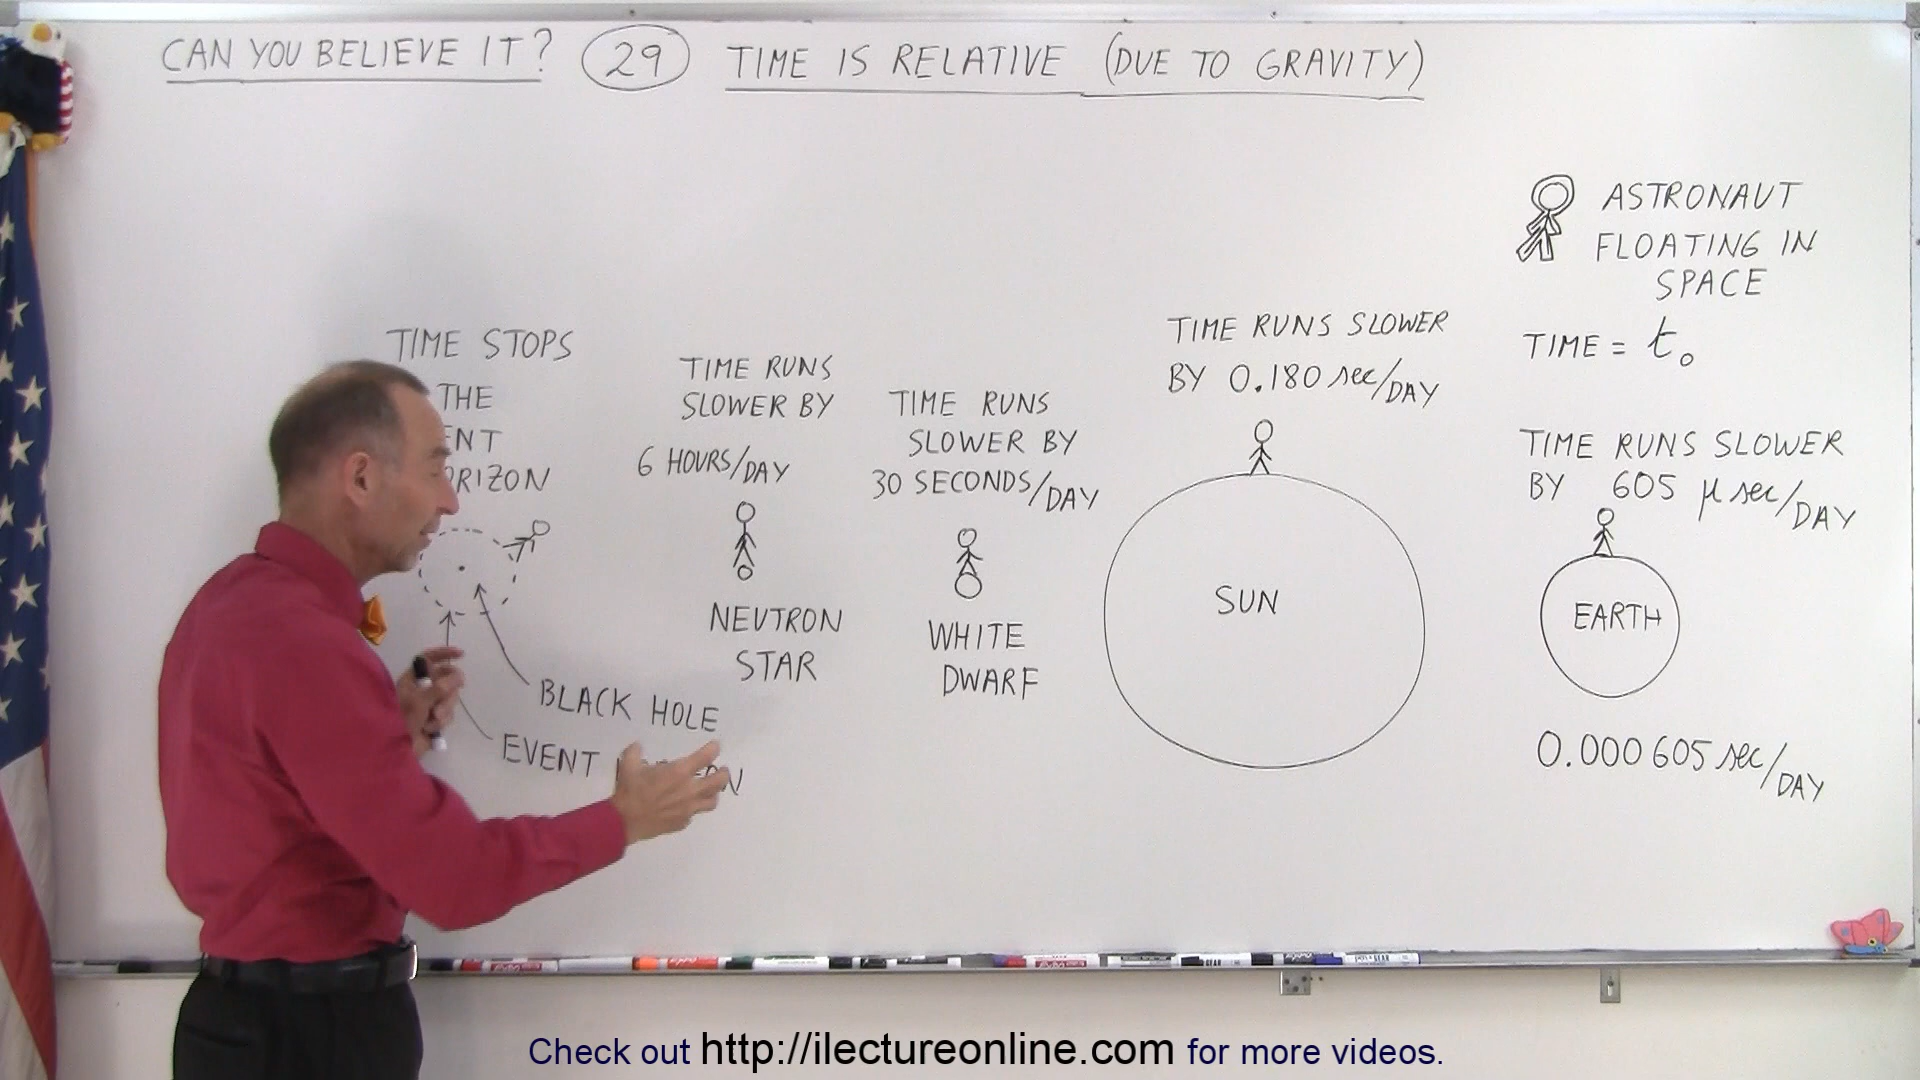 CAN YOU BELIEVE IT? 29 TIME IS RELATIVE (DUE TO GRAVITY)
ASTRONAUT
FLOATING IN
SPACE
TIME = t₀
TIME STOPS
THE
TIME RUNS
SLOWER BY
6 HOURS/DAY
NEUTRON
STAR
TIME RUNS
SLOWER BY
30 SECONDS/DAY
WHITE
DWARF
TIME RUNS SLOWER
BY 0.180 sec/DAY
SUN
TIME RUNS SLOWER
BY 605 μsec/DAY
EARTH
0.000605 sec/DAY
BLACK HOLE
EVENT
Check out http://ilectureonline.com for more videos.